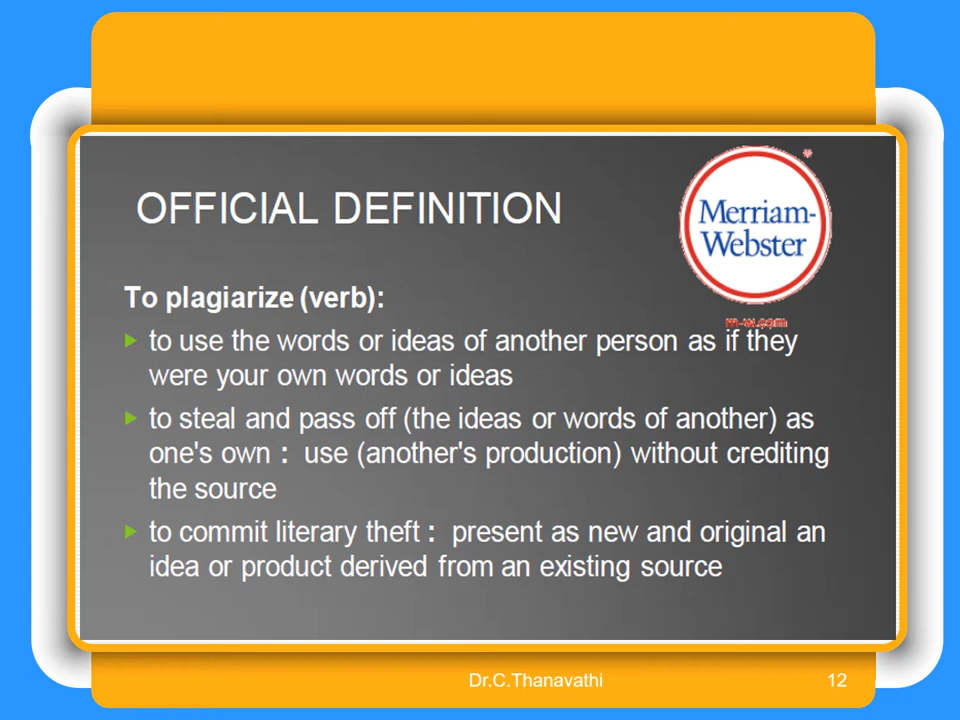 OFFICIAL DEFINITION
Merriam-
Webster
m-w.com
To plagiarize (verb):
to use the words or ideas of another person as if they
were your own words or ideas
to steal and pass off (the ideas or words of another) as
one's own : use (another's production) without crediting
the source
to commit literary theft : present as new and original an
idea or product derived from an existing source
Dr.C.Thanavathi
12